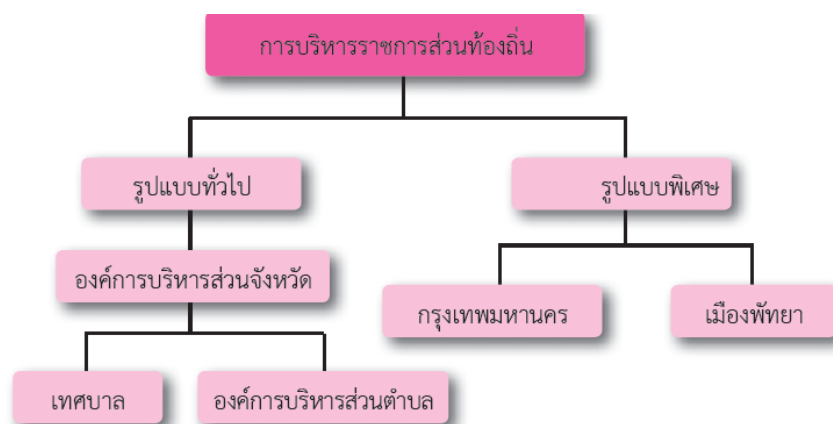 การบริหารราชการส่วนท้องถิ่น
รูปแบบทั่วไป
รูปแบบพิเศษ
องค์การบริหารส่วนจังหวัด
กรุงเทพมหานคร
เมืองพัทยา
เทศบาล
องค์การบริหารส่วนตำบล